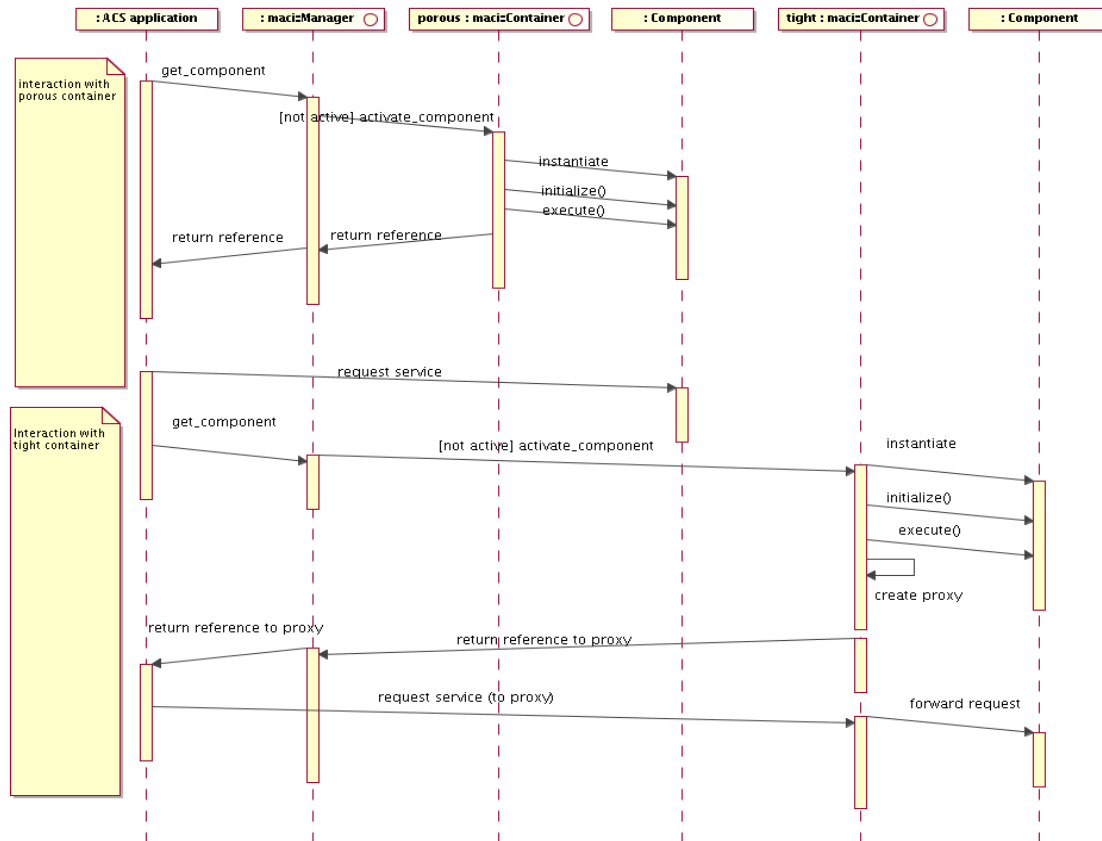 : ACS application
: maci::Manager
porous : maci::Container
: Component
tight : maci::Container
: Component
interaction with
porous container
get_component
[not active] activate_component
instantiate
initialize()
execute()
return reference
return reference
request service
Interaction with
tight container
get_component
[not active] activate_component
instantiate
initialize()
execute()
create proxy
return reference to proxy
return reference to proxy
request service (to proxy)
forward request